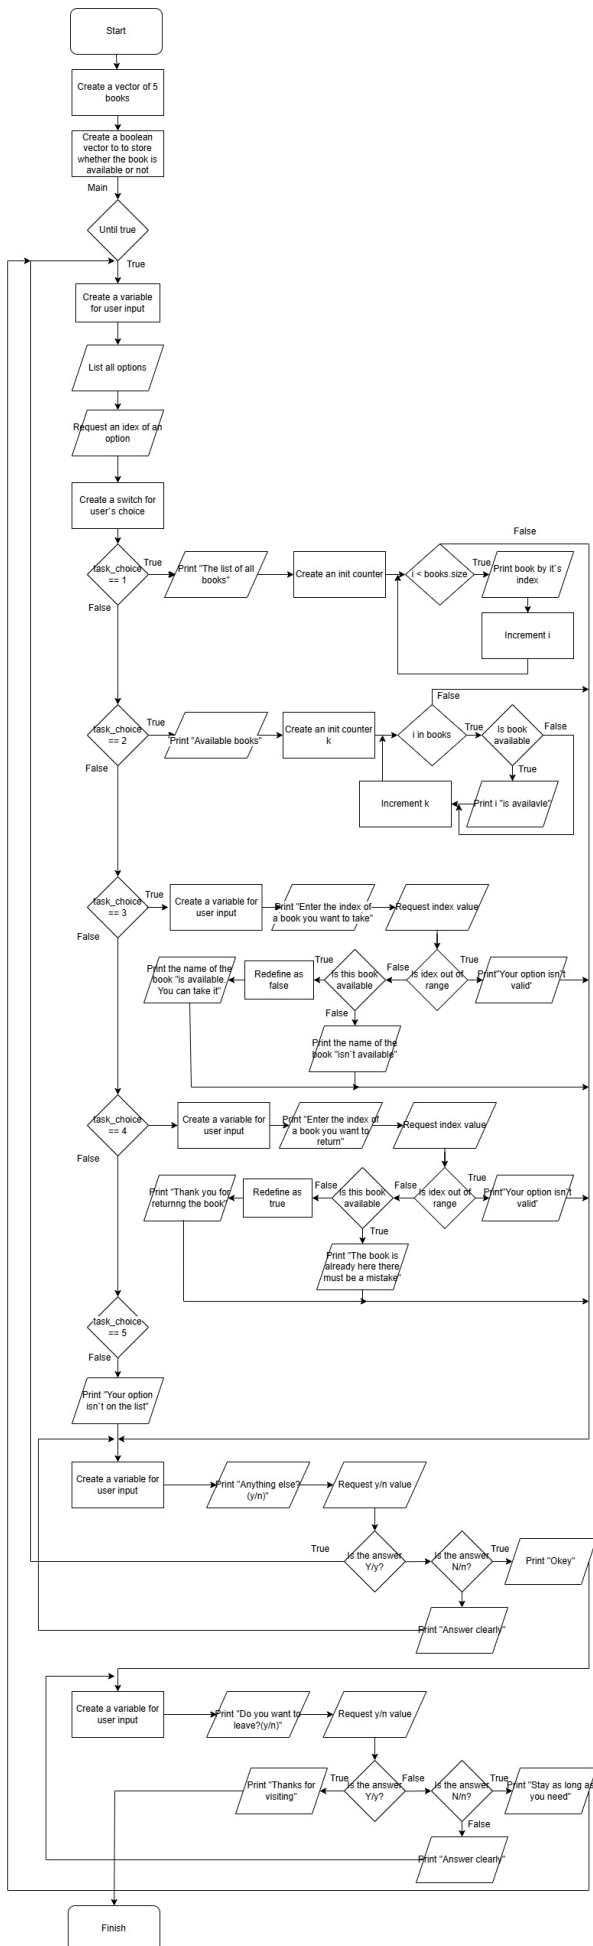 Start
Create a vector of 5
books
Create a boolean
vector to to store
whether the book is
available or not
Main
Until true
True
Create a variable
for user input
List all options
Request an idex of an
option
Create a switch for
user`s choice
False
task_choice
== 1
True
Print "The list of all
books"
Create an init counter
i < books.size
True
Print book by it`s
index
False
Increment i
False
task_choice
== 2
True
Print "Available books"
Create an init counter
k
i in books
True
Is book
available
False
False
True
Increment k
Print i "is availavle"
task_choice
== 3
True
Create a variable for
user input
Print "Enter the index of
a book you want to take"
Request index value
False
Print the name of the
book "is available.
You can take it"
Redefine as
false
True
Is this book
available
False
Is idex out of
range
True
Print"Your option isn`t
valid'
False
Print the name of the
book "isn`t available"
task_choice
== 4
Create a variable for
user input
Print "Enter the index of
a book you want to
return"
Request index value
False
Print "Thank you for
returnng the book"
Redefine as
true
False
Is this book
available
False
Is idex out of
range
True
Print"Your option isn`t
valid'
True
Print "The book is
already here there
must be a mistake"
task_choice
== 5
False
Print "Your option
isn`t on the list"
Create a variable for
user input
Print "Anything else?
(y/n)"
Request y/n value
True
Is the answer
Y/y?
Is the answer
N/n?
True
Print "Okey"
Print "Answer clearly"
Create a variable for
user input
Print "Do you want to
leave?(y/n)"
Request y/n value
Print "Thanks for
visiting"
True
Is the answer
Y/y?
False
Is the answer
N/n?
True
Print "Stay as long as
you need"
False
Print "Answer clearly"
Finish